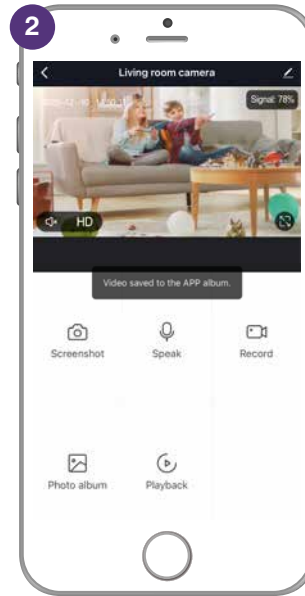 2
Living room camera
Signal: 78%
HD
Video saved to the APP album.
Screenshot
Speak
Record
Photo album
Playback